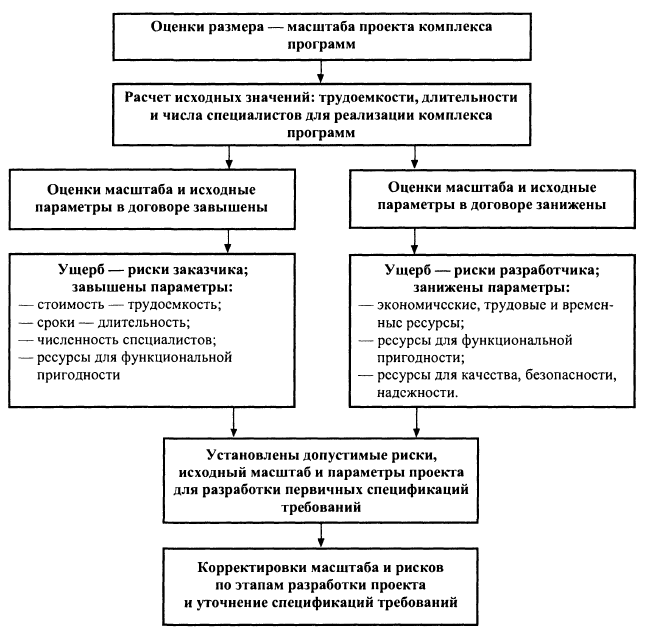 Оценки размера — масштаба проекта комплекса
программ
Расчет исходных значений: трудоемкости, длительности
и числа специалистов для реализации комплекса
программ
Оценки масштаба и исходные
параметры в договоре завышены
Оценки масштаба и исходные
параметры в договоре занижены
Ущерб — риски заказчика;
завышены параметры:
— стоимость — трудоемкость;
— сроки — длительность;
— численность специалистов;
— ресурсы для функциональной
пригодности
Ущерб — риски разработчика;
занижены параметры:
— экономические, трудовые и времен-
ные ресурсы;
— ресурсы для функциональной
пригодности;
— ресурсы для качества, безопасности,
надежности.
Установлены допустимые риски,
исходный масштаб и параметры проекта
для разработки первичных спецификаций
требований
Корректировки масштаба и рисков
по этапам разработки проекта
и уточнение спецификаций требований